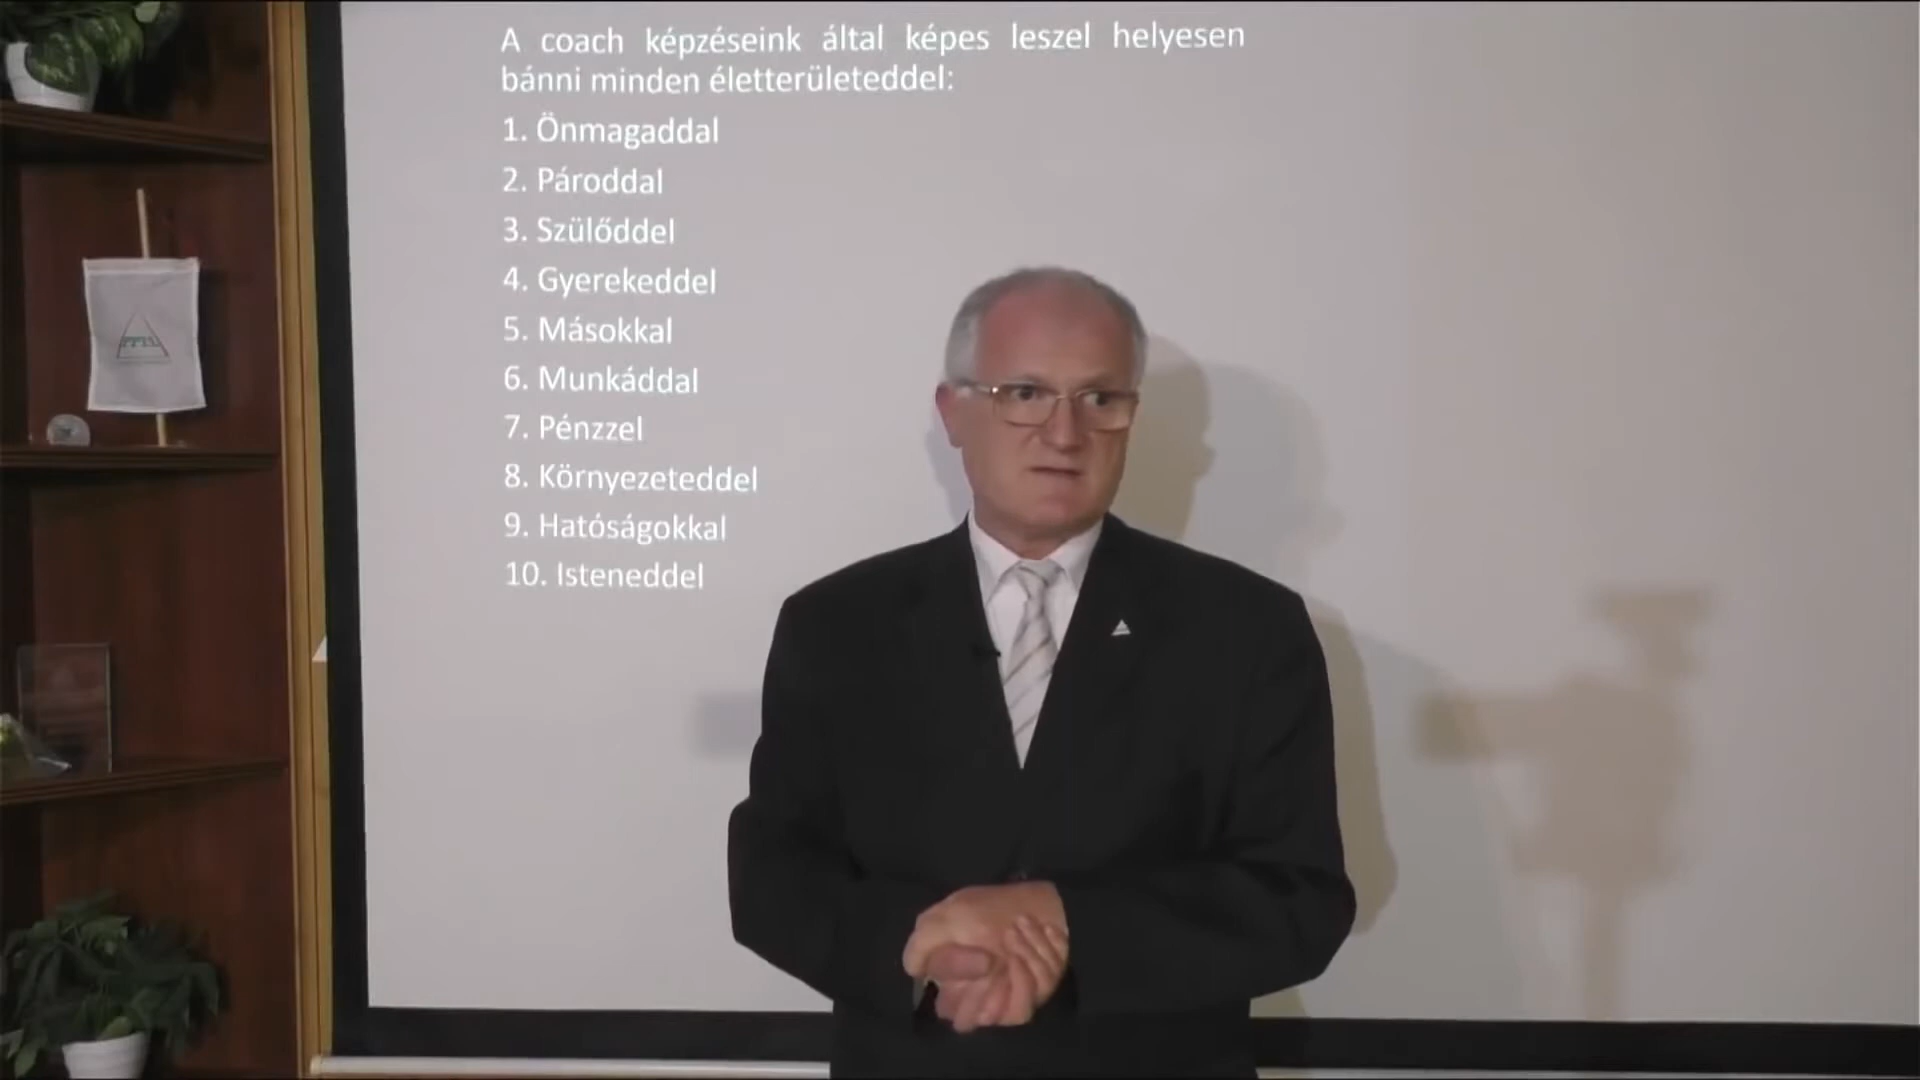 A coach képzéseink által képes leszel helyesen
bánni minden életterületeddel:
1. Önmagaddal
2. Pároddal
3. Szülőddel
4. Gyerekeddel
5. Másokkal
6. Munkáddal
7. Pénzzel
8. Környezeteddel
9. Hatóságokkal
10. Isteneddel